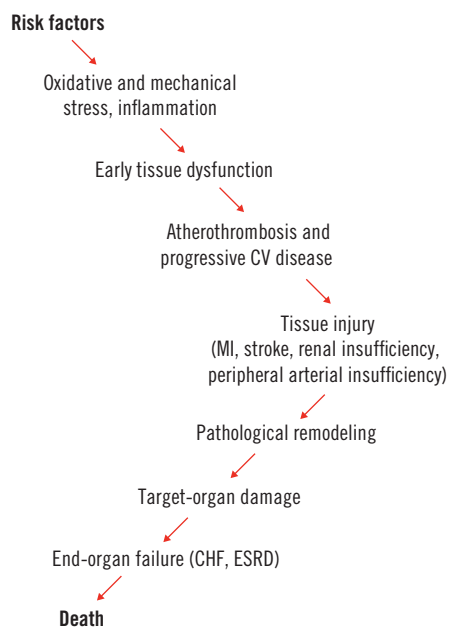 Risk factors
Oxidative and mechanical
stress, inflammation
Early tissue dysfunction
Atherothrombosis and
progressive CV disease
Tissue injury
(MI, stroke, renal insufficiency,
peripheral arterial insufficiency)
Pathological remodeling
Target-organ damage
End-organ failure (CHF, ESRD)
Death